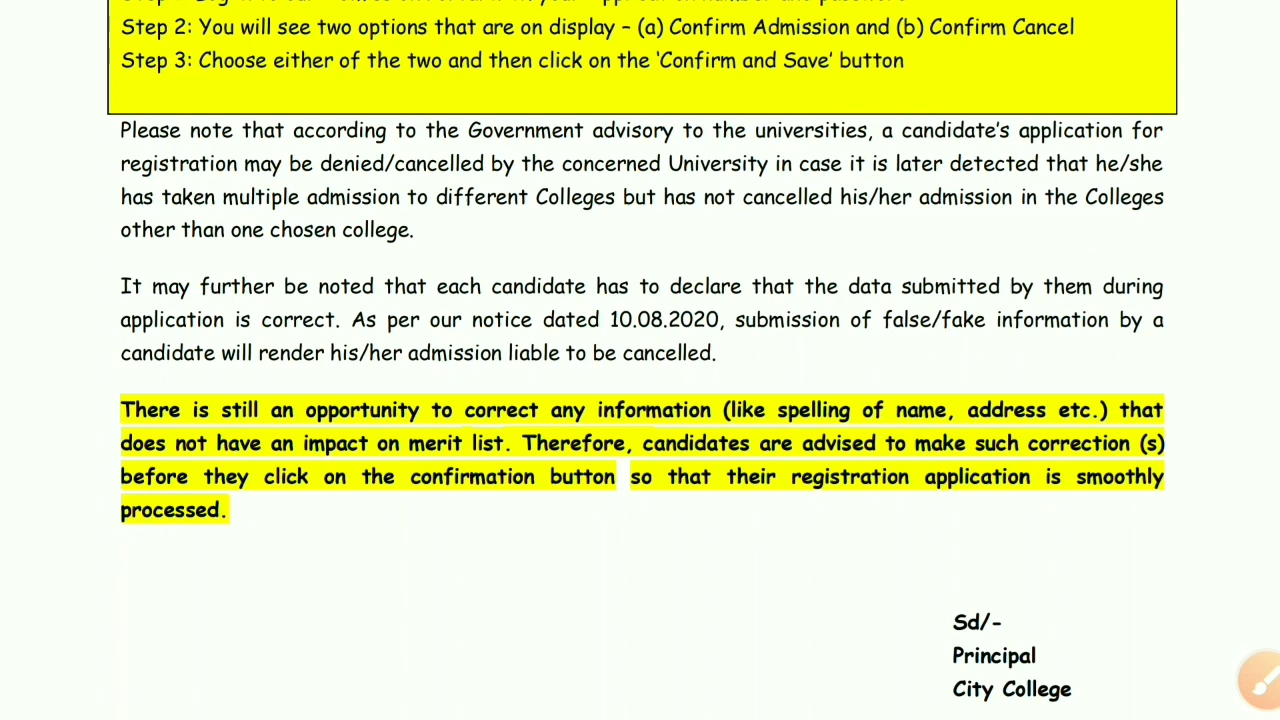 Step 2: You will see two options that are on display – (a) Confirm Admission and (b) Confirm Cancel
Step 3: Choose either of the two and then click on the ‘Confirm and Save’ button
Please note that according to the Government advisory to the universities, a candidate’s application for
registration may be denied/cancelled by the concerned University in case it is later detected that he/she
has taken multiple admission to different Colleges but has not cancelled his/her admission in the Colleges
other than one chosen college.
It may further be noted that each candidate has to declare that the data submitted by them during
application is correct. As per our notice dated 10.08.2020, submission of false/fake information by a
candidate will render his/her admission liable to be cancelled.
There is still an opportunity to correct any information (like spelling of name, address etc.) that
does not have an impact on merit list. Therefore, candidates are advised to make such correction (s)
before they click on the confirmation button so that their registration application is smoothly
processed.
Sd/-
Principal
City College